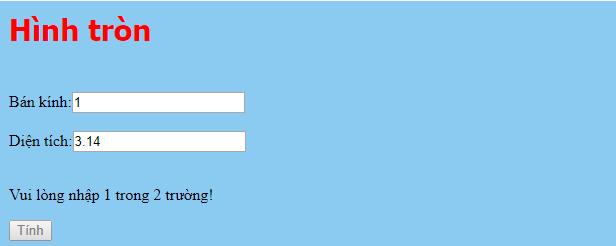 Hình tròn
Bán kính: 1
Diện tích: 3.14
Vui lòng nhập 1 trong 2 trường!
Tính